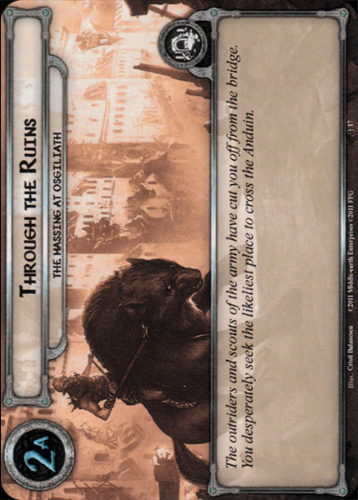 2A
THROUGH THE RUINS
THE MASSING AT OSGILIATH
The outriders and scouts of the army have cut you off from the bridge.
You desperately seek the likeliest place to cross the Anduin.
Illus. Cristi Balanescu ©2011 Middle-earth Enterprises ©2011 FFG